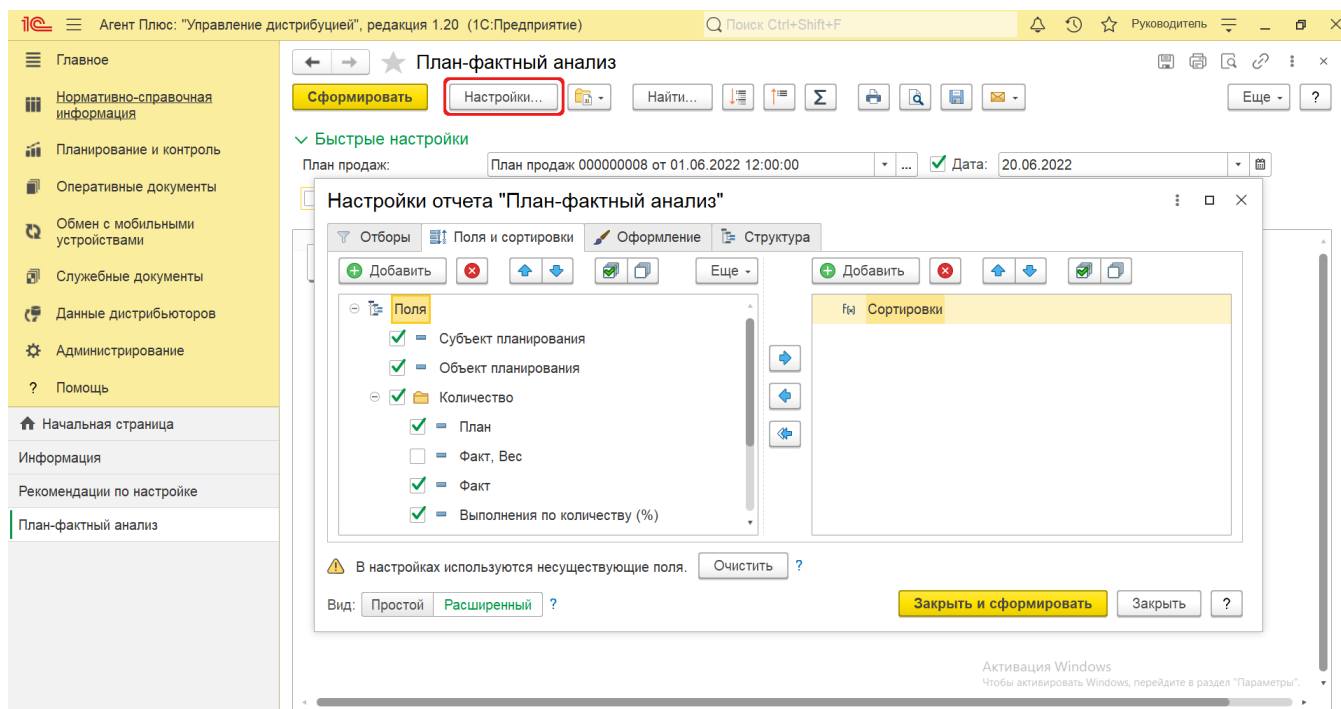 1С Агент Плюс: "Управление дистрибуцией", редакция 1.20 (1С:Предприятие) Поиск Ctrl+Shift+F Руководитель
Главное
Нормативно-справочная
информация
Планирование и контроль
Оперативные документы
Обмен с мобильными
устройствами
Служебные документы
Данные дистрибьюторов
Администрирование
? Помощь
Начальная страница
Информация
Рекомендации по настройке
План-фактный анализ
План-фактный анализ
Сформировать Настройки... Найти... Σ Еще ?
Быстрые настройки
План продаж: План продаж 000000008 от 01.06.2022 12:00:00 ... Дата: 20.06.2022
Настройки отчета "План-фактный анализ"
Отборы Поля и сортировки Оформление Структура
Добавить Еще Добавить
Поля
Субъект планирования
Объект планирования
Количество
План
Факт, Вес
Факт
Выполнения по количеству (%)
Сортировки
В настройках используются несуществующие поля. Очистить ?
Вид: Простой Расширенный ? Закрыть и сформировать Закрыть ?
Активация Windows
Чтобы активировать Windows, перейдите в раздел "Параметры".